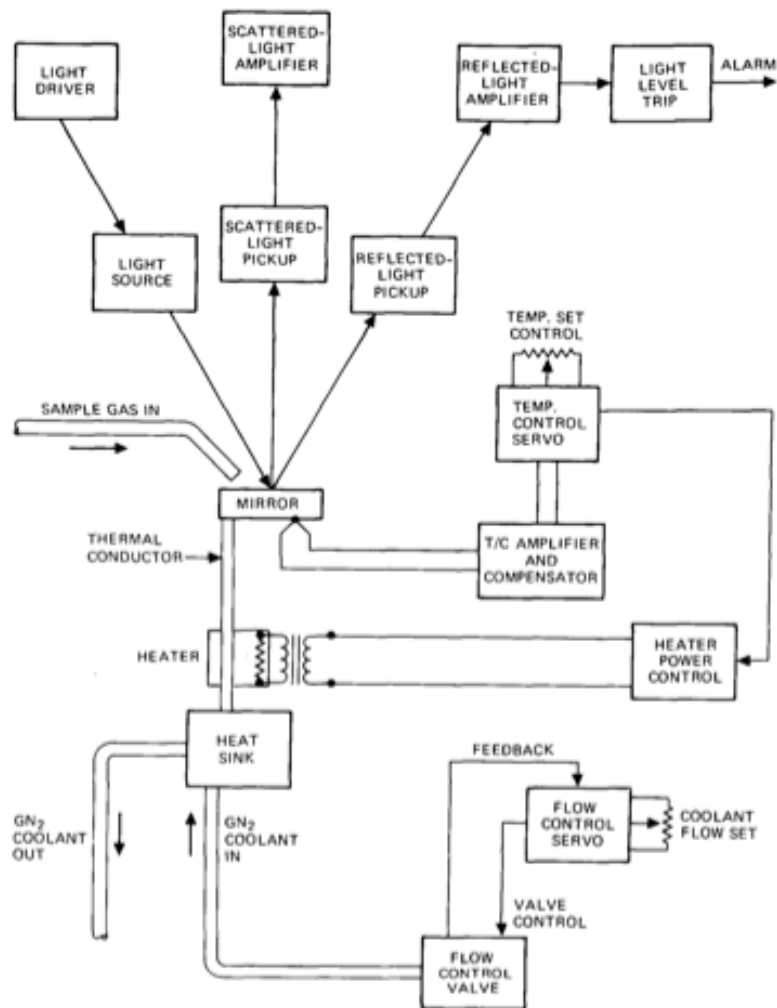 LIGHT
DRIVER
SCATTERED-
LIGHT
AMPLIFIER
REFLECTED-
LIGHT
AMPLIFIER
LIGHT
LEVEL
TRIP
ALARM
LIGHT
SOURCE
SCATTERED-
LIGHT
PICKUP
REFLECTED-
LIGHT
PICKUP
TEMP. SET
CONTROL
SAMPLE GAS IN
TEMP.
CONTROL
SERVO
MIRROR
THERMAL
CONDUCTOR
T/C AMPLIFIER
AND
COMPENSATOR
HEATER
HEATER
POWER
CONTROL
HEAT
SINK
FEEDBACK
GN₂
COOLANT
OUT
GN₂
COOLANT
IN
FLOW
CONTROL
SERVO
COOLANT
FLOW SET
VALVE
CONTROL
FLOW
CONTROL
VALVE